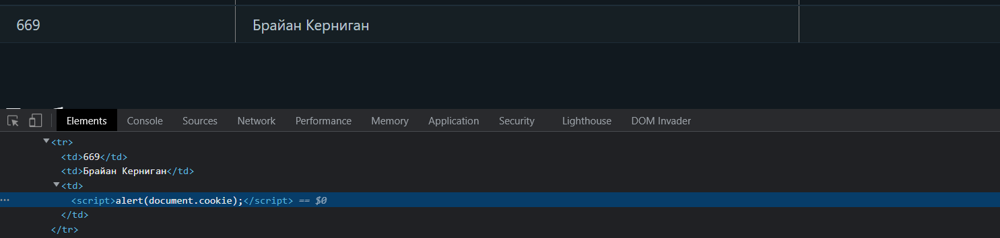 669 Брайан Керниган
Elements Console Sources Network Performance Memory Application Security Lighthouse DOM Invader
<tr>
<td>669</td>
<td>Брайан Керниган</td>
<td>
... <script>alert(document.cookie);</script> == $0
</td>
</tr>